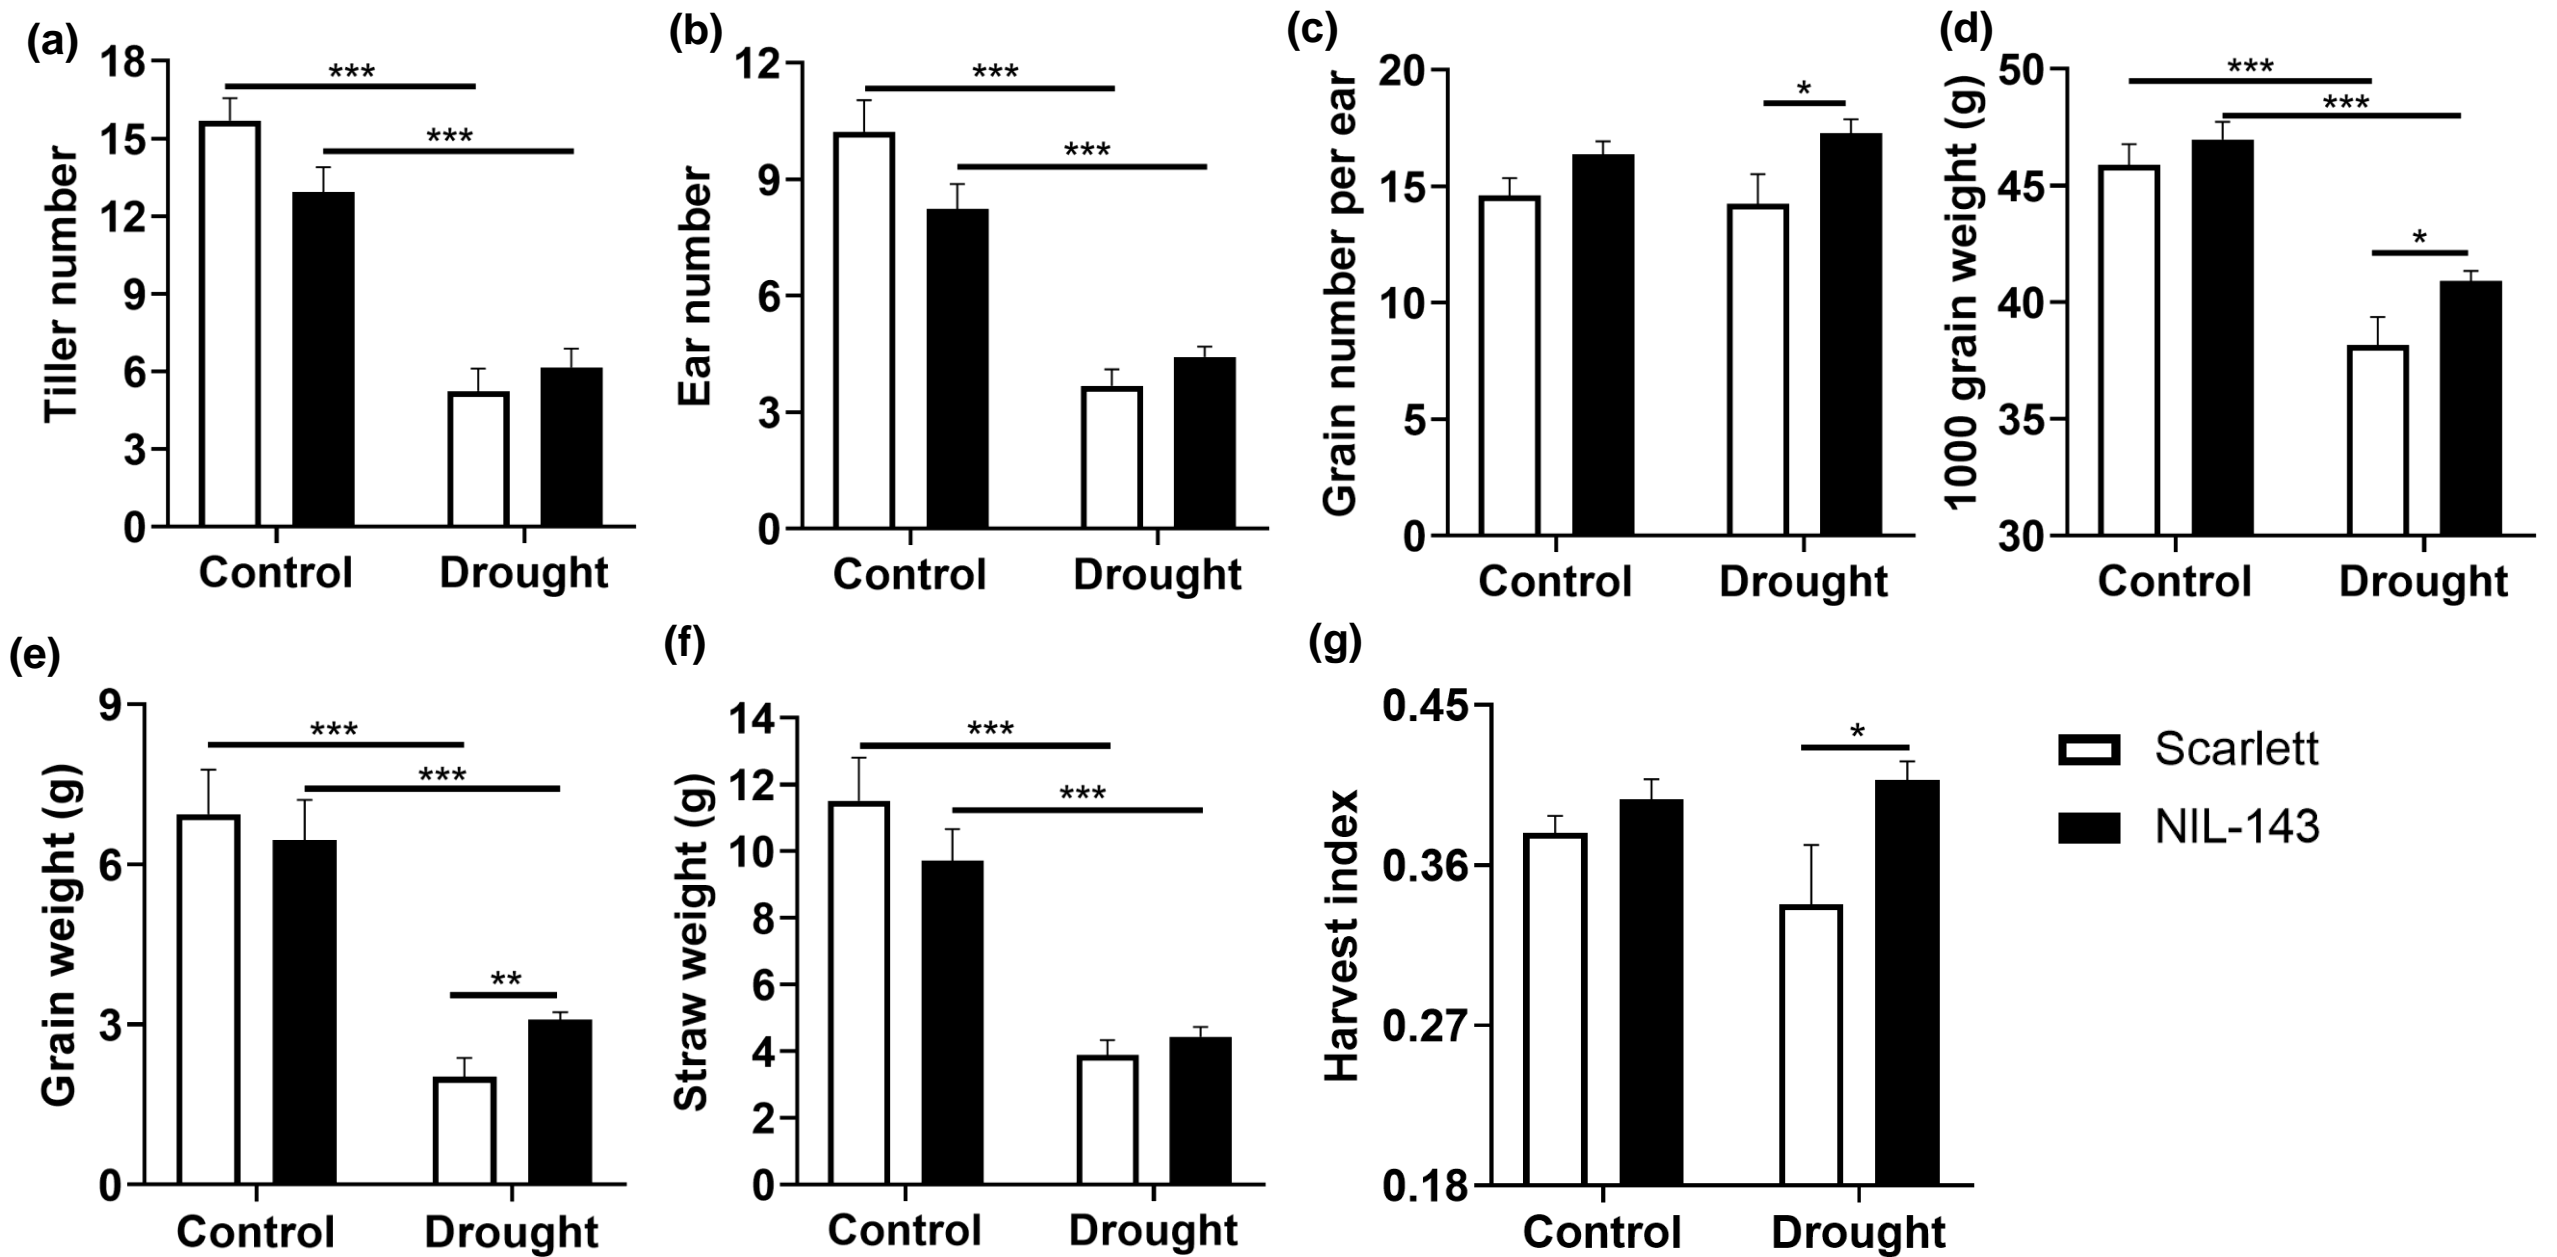 (a)
Tiller number
18
15
12
9
6
3
0
***
***
Control
Drought
(b)
Ear number
12
9
6
3
0
***
***
Control
Drought
(c)
Grain number per ear
20
15
10
5
0
*
Control
Drought
(d)
1000 grain weight (g)
50
45
40
35
30
***
***
*
Control
Drought
(e)
Grain weight (g)
9
6
3
0
***
***
**
Control
Drought
(f)
Straw weight (g)
14
12
10
8
6
4
2
0
***
***
Control
Drought
(g)
Harvest index
0.45
0.36
0.27
0.18
*
Control
Drought
Scarlett
NIL-143